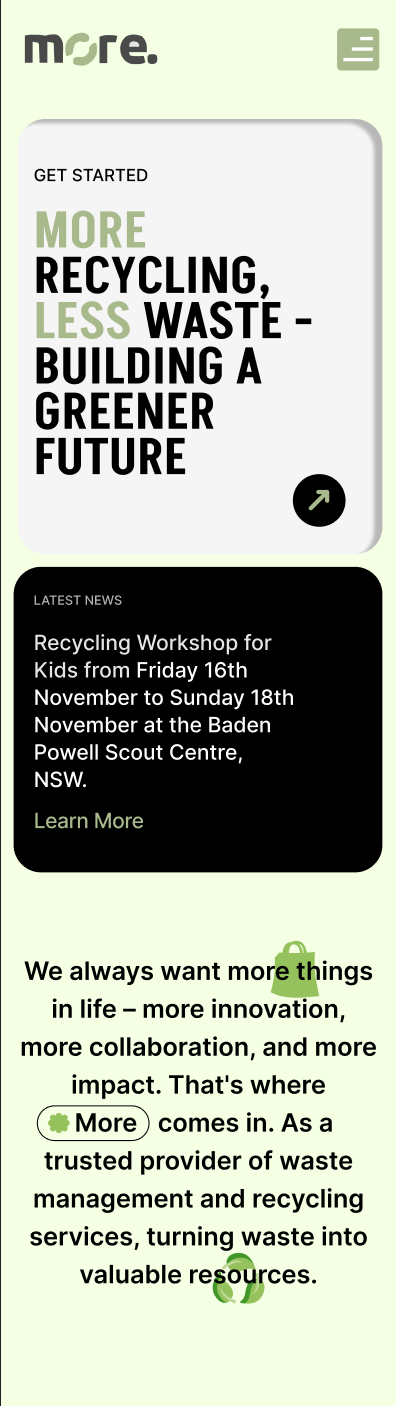 more.
GET STARTED
MORE
RECYCLING,
LESS WASTE -
BUILDING A
GREENER
FUTURE
LATEST NEWS
Recycling Workshop for
Kids from Friday 16th
November to Sunday 18th
November at the Baden
Powell Scout Centre,
NSW.
Learn More
We always want more things
in life – more innovation,
more collaboration, and more
impact. That's where
More comes in. As a
trusted provider of waste
management and recycling
services, turning waste into
valuable resources.